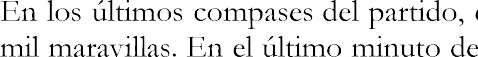 En los últimos compases del partido,
mil maravillas. En el último minuto de